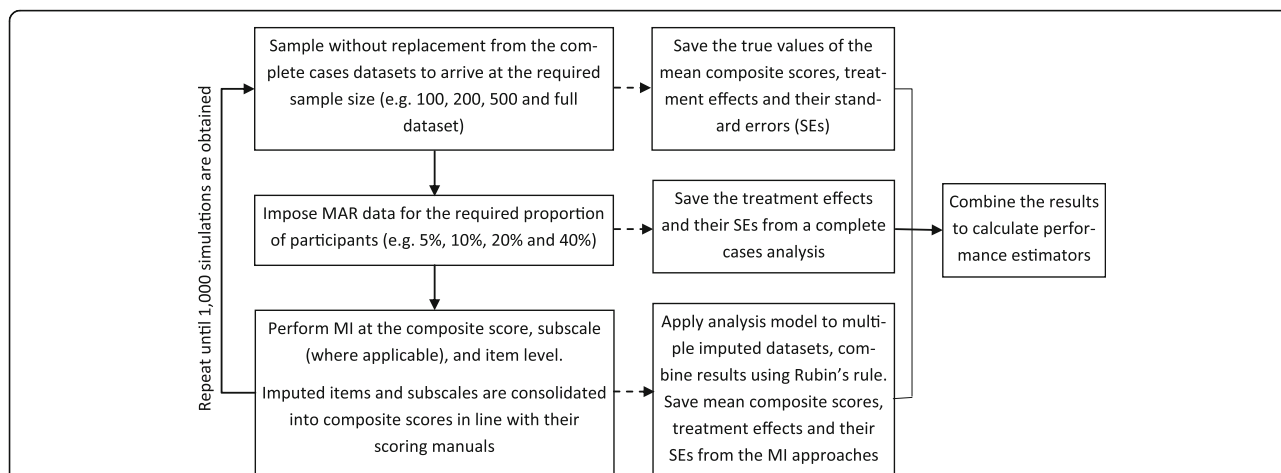 Sample without replacement from the com-
plete cases datasets to arrive at the required
sample size (e.g. 100, 200, 500 and full
dataset)
Save the true values of the
mean composite scores, treat-
ment effects and their stand-
ard errors (SEs)
Repeat until 1,000 simulations are obtained
Impose MAR data for the required proportion
of participants (e.g. 5%, 10%, 20% and 40%)
Save the treatment effects
and their SEs from a complete
cases analysis
Combine the results
to calculate perfor-
mance estimators
Perform MI at the composite score, subscale
(where applicable), and item level.
Imputed items and subscales are consolidated
into composite scores in line with their
scoring manuals
Apply analysis model to multi-
ple imputed datasets, com-
bine results using Rubin's rule.
Save mean composite scores,
treatment effects and their
SEs from the MI approaches